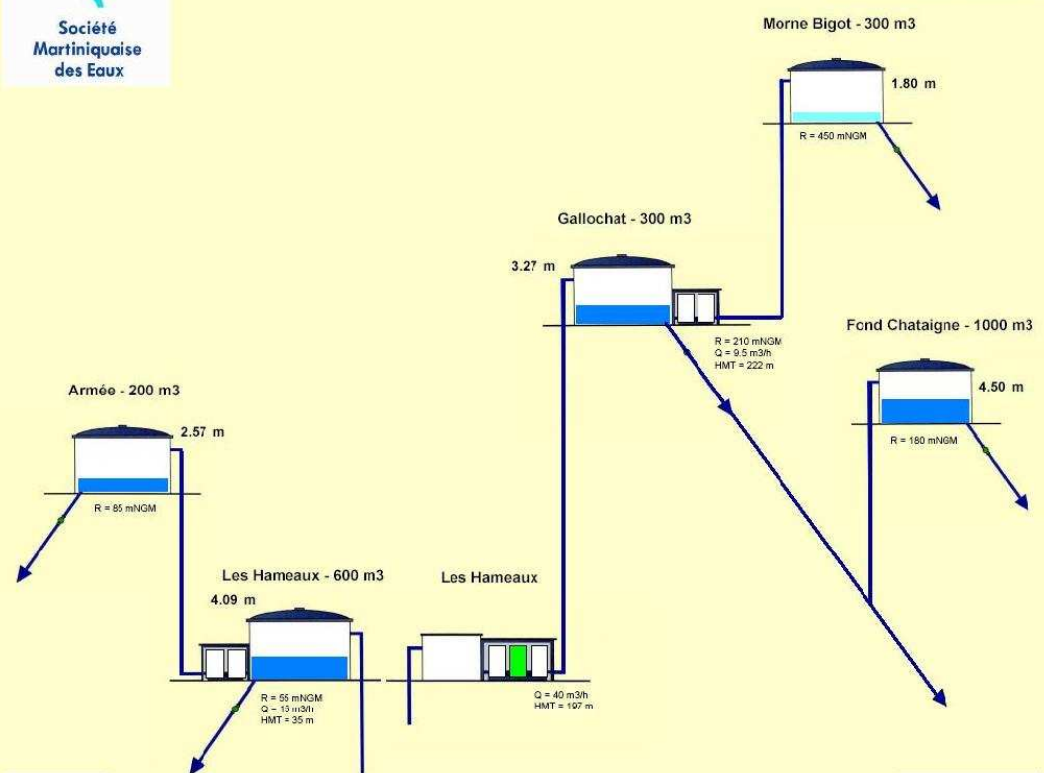 Société
Martiniquaise
des Eaux
Morne Bigot - 300 m3
1.80 m
R = 450 mNGM
Gallochat - 300 m3
3.27 m
R = 210 mNGM
Q = 9.5 m3/h
HMT = 222 m
Fond Chataigne - 1000 m3
4.50 m
R = 180 mNGM
Armée - 200 m3
2.57 m
R = 85 mNGM
Les Hameaux - 600 m3
4.09 m
R = 55 mNGM
Q = 13 m3/h
HMT = 35 m
Les Hameaux
Q = 40 m3/h
HMT = 197 m